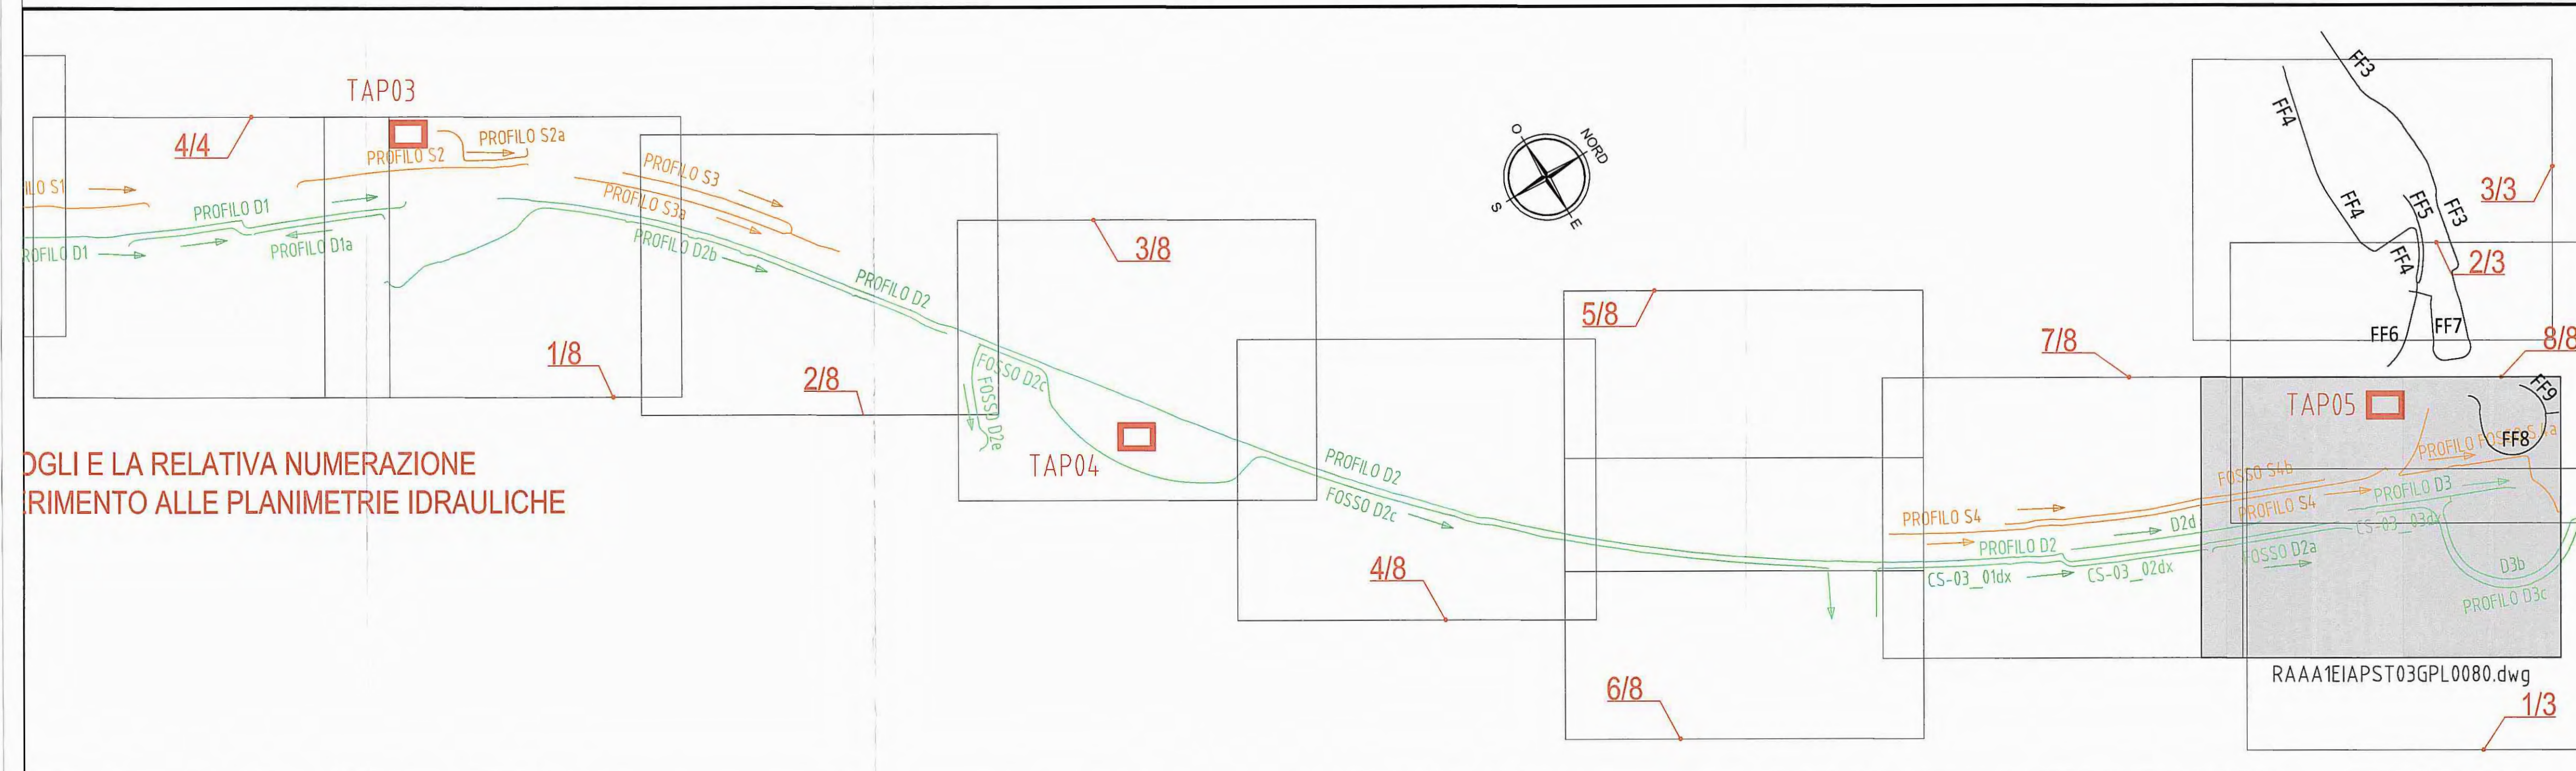 TAP03
4/4
PROFILO S2a
PROFILO S2
ILO S1
PROFILO D1
PROFILO D1a
ROFILO D1
PROFILO S3
PROFILO S3a
PROFILO D2b
PROFILO D2
1/8
2/8
3/8
FOSSO D2c
FOSSO D2e
TAP04
OGLI E LA RELATIVA NUMERAZIONE
RIMENTO ALLE PLANIMETRIE IDRAULICHE
O
NORD
S
E
PROFILO D2
FOSSO D2c
4/8
5/8
6/8
7/8
PROFILO S4
PROFILO D2
D2d
CS-03_01dx
CS-03_02dx
FF3
FF4
FF4
FF5
FF3
FF4
3/3
2/3
FF6
FF7
8/8
TAP05
FF9
FF8
FOSSO S4b
PROFILO S4
PROFILO D3
CS-03_03dx
FOSSO D2a
D3b
PROFILO D3c
RAAA1EIAPST03GPL0080.dwg
1/3